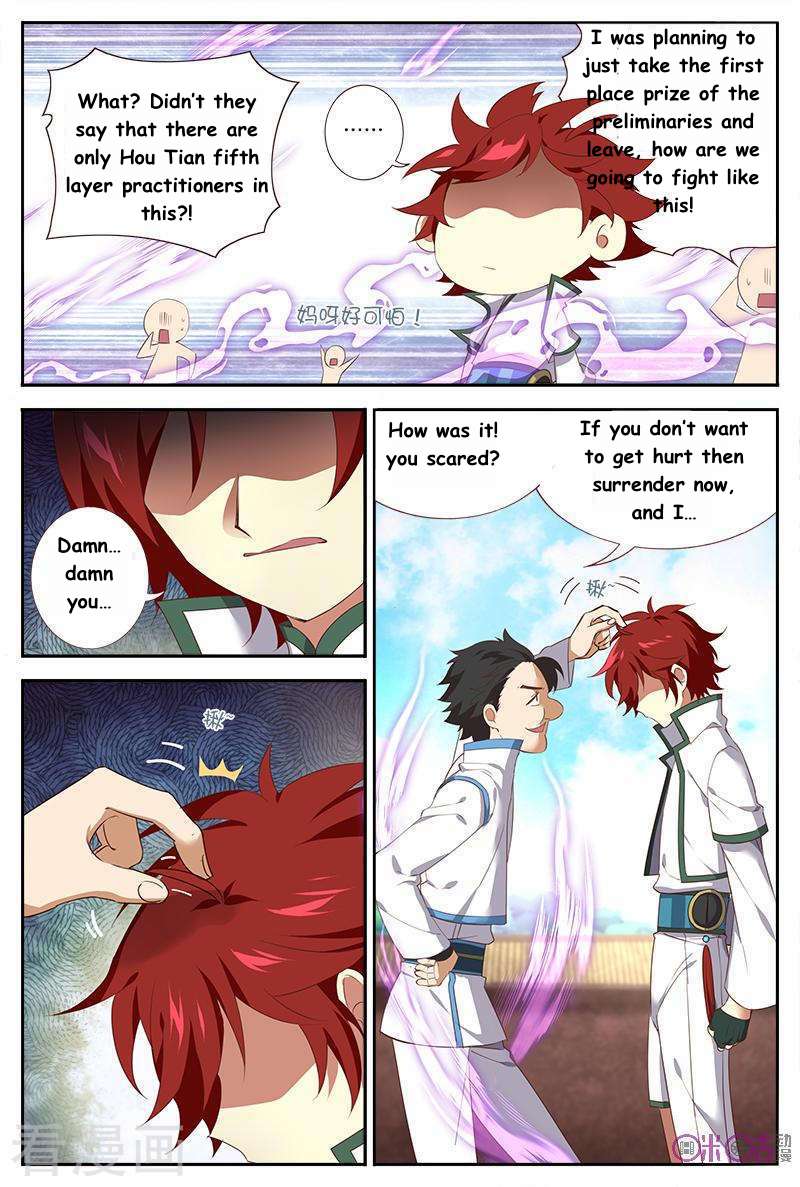 I was planning to
just take the first
place prize of the
preliminaries and
leave, how are we
going to fight like
this!
What? Didn't they
say that there are
only Hou Tian fifth
layer practitioners in
this?!
......
妈呀好可怕!
Damn...
damn
you...
How was it!
you scared?
If you don't want
to get hurt then
surrender now,
and I...
揪~
揪~
看漫画